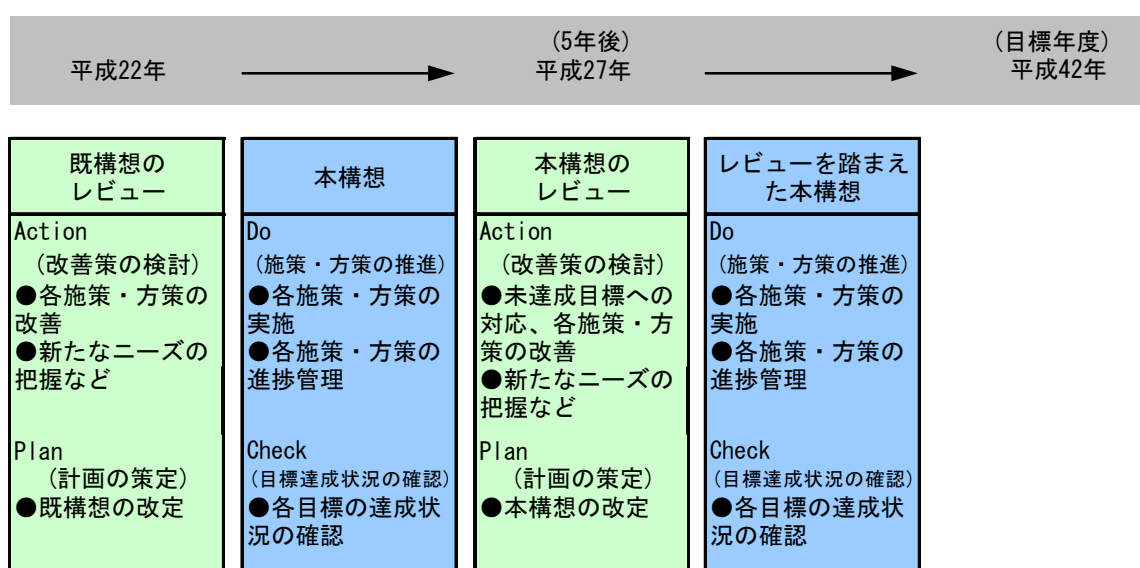 (5年後)
(目標年度)
平成22年
平成27年
平成42年
既構想の
レビュー
Action
(改善策の検討)
●各施策・方策の
改善
●新たなニーズの
把握など
Plan
(計画の策定)
●既構想の改定
本構想
Do
(施策・方策の推進)
●各施策・方策の
実施
●各施策・方策の
進捗管理
Check
(目標達成状況の確認)
●各目標の達成状
況の確認
本構想の
レビュー
Action
(改善策の検討)
●未達成目標への
対応、各施策・方
策の改善
●新たなニーズの
把握など
Plan
(計画の策定)
●本構想の改定
レビューを踏まえ
た本構想
Do
(施策・方策の推進)
●各施策・方策の
実施
●各施策・方策の
進捗管理
Check
(目標達成状況の確認)
●各目標の達成状
況の確認